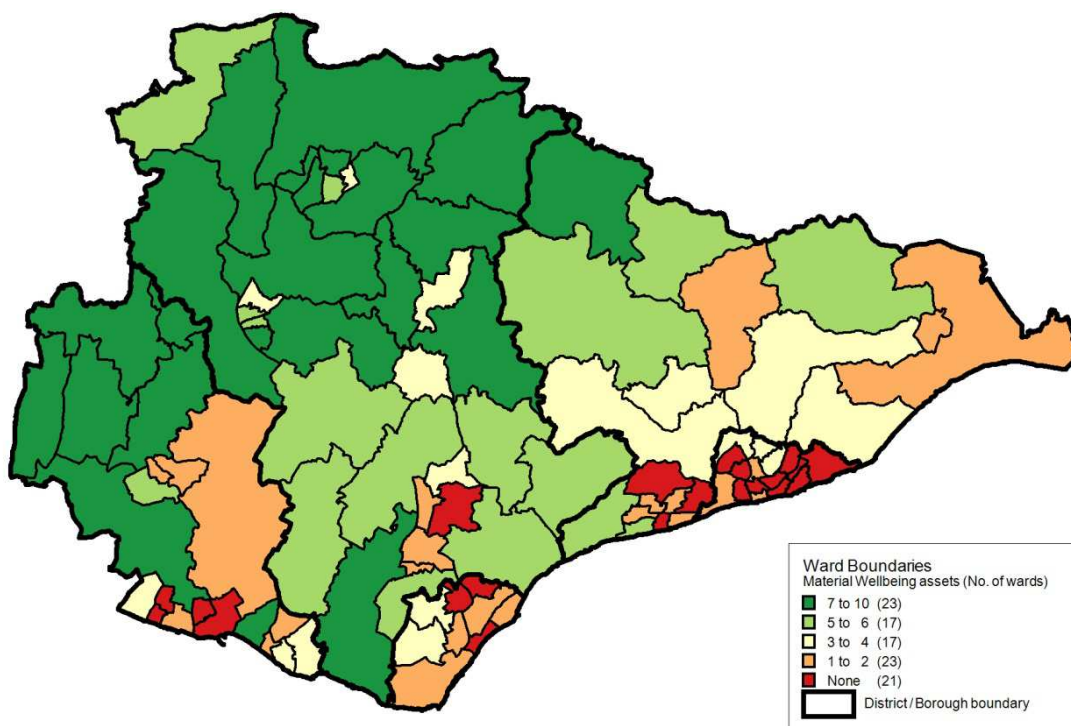 Ward Boundaries
Material Wellbeing assets (No. of wards)
7 to 10 (23)
5 to 6 (17)
3 to 4 (17)
1 to 2 (23)
None (21)
District / Borough boundary